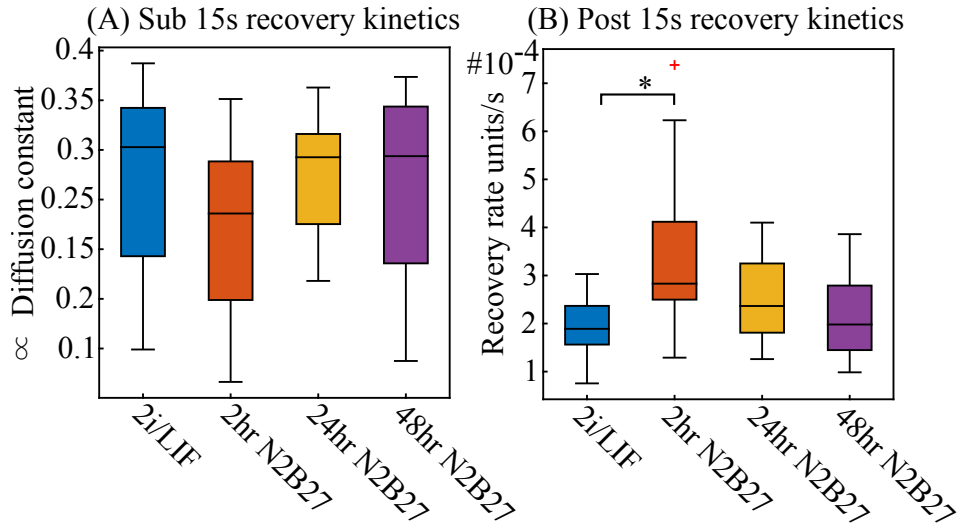 (A) Sub 15s recovery kinetics
∝ Diffusion constant
0.4
0.35
0.3
0.25
0.15
0.2
0.1
2i/LIF
2hr N2B27
24hr N2B27
48hr N2B27
(B) Post 15s recovery kinetics
#10-4
Recovery rate units/s
7
6
5
4
3
2
1
*
2i/LIF
2hr N2B27
24hr N2B27
48hr N2B27